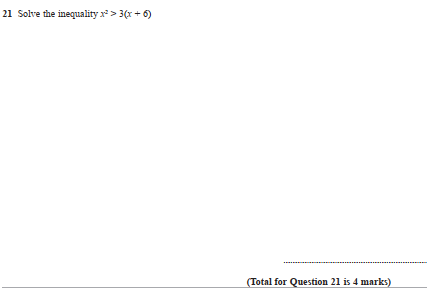 21 Solve the inequality x² > 3(x + 6)
(Total for Question 21 is 4 marks)